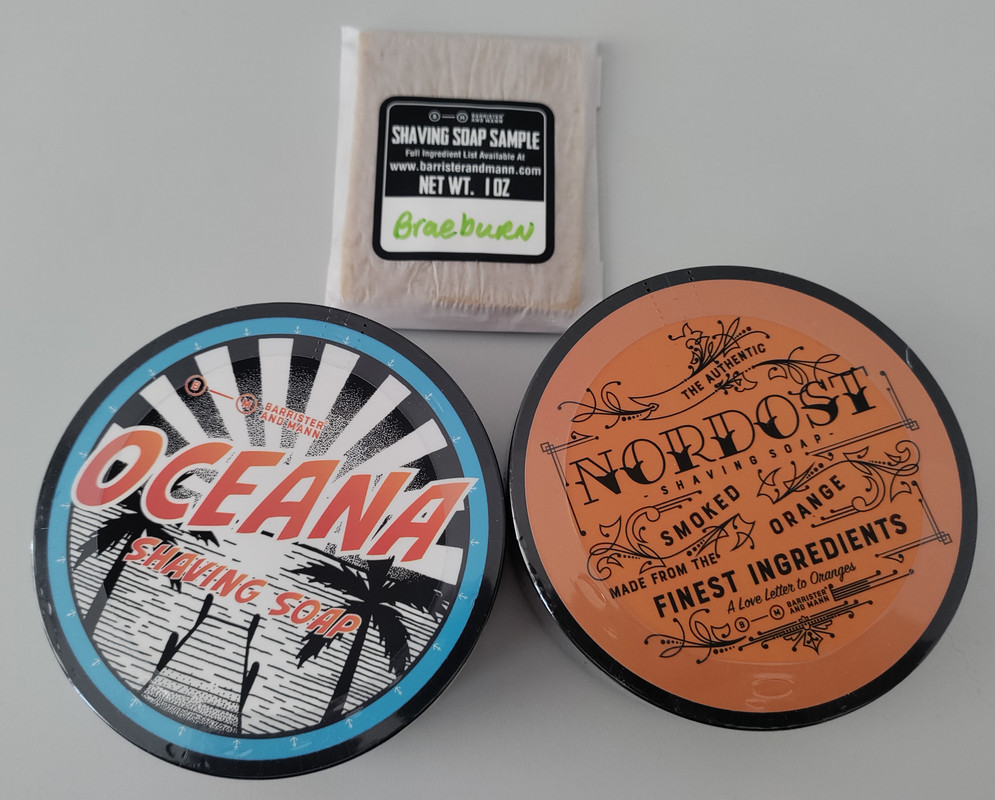 B M BARRISTER
AND MANN
SHAVING SOAP SAMPLE
Full Ingredient List Available At
www.barristerandmann.com
NET WT. 1 OZ
Braeburn
B M BARRISTER
AND MANN
OCEANA
SHAVING SOAP
THE AUTHENTIC
NORDOST
- SHAVING SOAP -
SMOKED ORANGE
MADE FROM THE
FINEST INGREDIENTS
A Love Letter to Oranges
B M BARRISTER
AND MANN